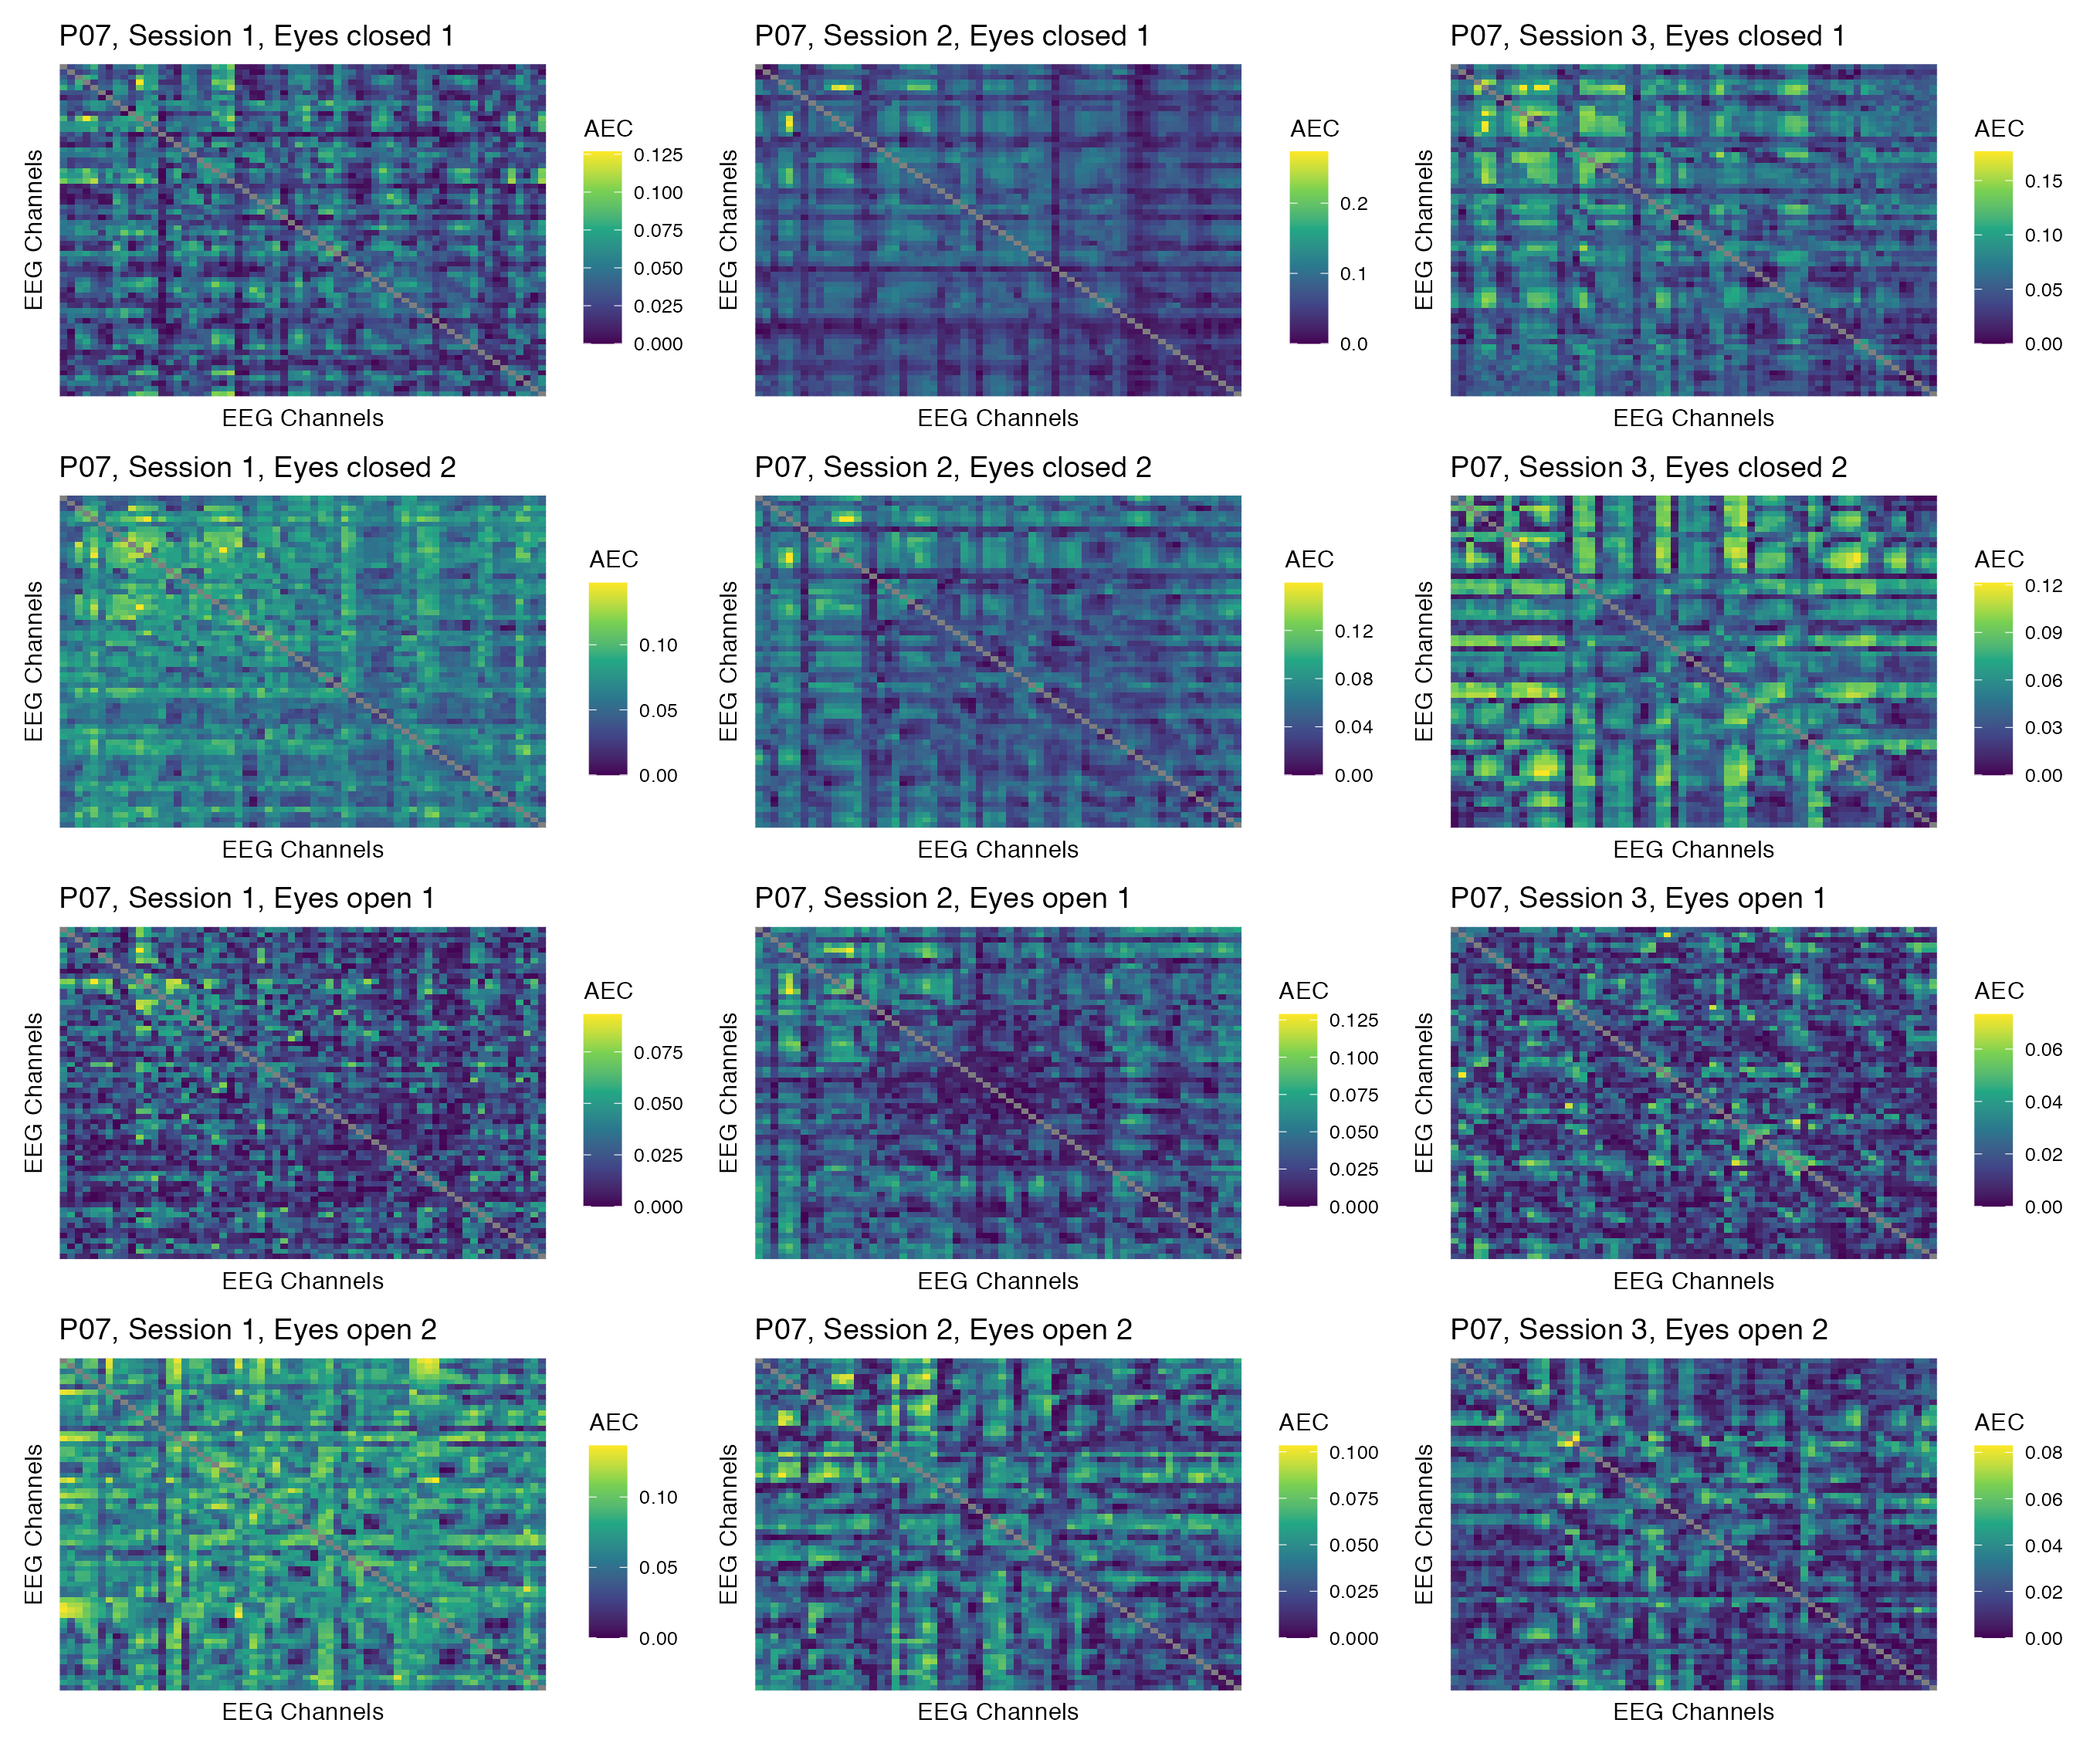 P07, Session 1, Eyes closed 1
P07, Session 2, Eyes closed 1
P07, Session 3, Eyes closed 1
EEG Channels
EEG Channels
AEC
0.125
0.100
0.075
0.050
0.025
0.000
EEG Channels
EEG Channels
AEC
0.2
0.1
0.0
EEG Channels
EEG Channels
AEC
0.15
0.10
0.05
0.00
P07, Session 1, Eyes closed 2
P07, Session 2, Eyes closed 2
P07, Session 3, Eyes closed 2
EEG Channels
EEG Channels
AEC
0.10
0.05
0.00
EEG Channels
EEG Channels
AEC
0.12
0.08
0.04
0.00
EEG Channels
EEG Channels
AEC
0.12
0.09
0.06
0.03
0.00
P07, Session 1, Eyes open 1
P07, Session 2, Eyes open 1
P07, Session 3, Eyes open 1
EEG Channels
EEG Channels
AEC
0.075
0.050
0.025
0.000
EEG Channels
EEG Channels
AEC
0.125
0.100
0.075
0.050
0.025
0.000
EEG Channels
EEG Channels
AEC
0.06
0.04
0.02
0.00
P07, Session 1, Eyes open 2
P07, Session 2, Eyes open 2
P07, Session 3, Eyes open 2
EEG Channels
EEG Channels
AEC
0.10
0.05
0.00
EEG Channels
EEG Channels
AEC
0.100
0.075
0.050
0.025
0.000
EEG Channels
EEG Channels
AEC
0.08
0.06
0.04
0.02
0.00